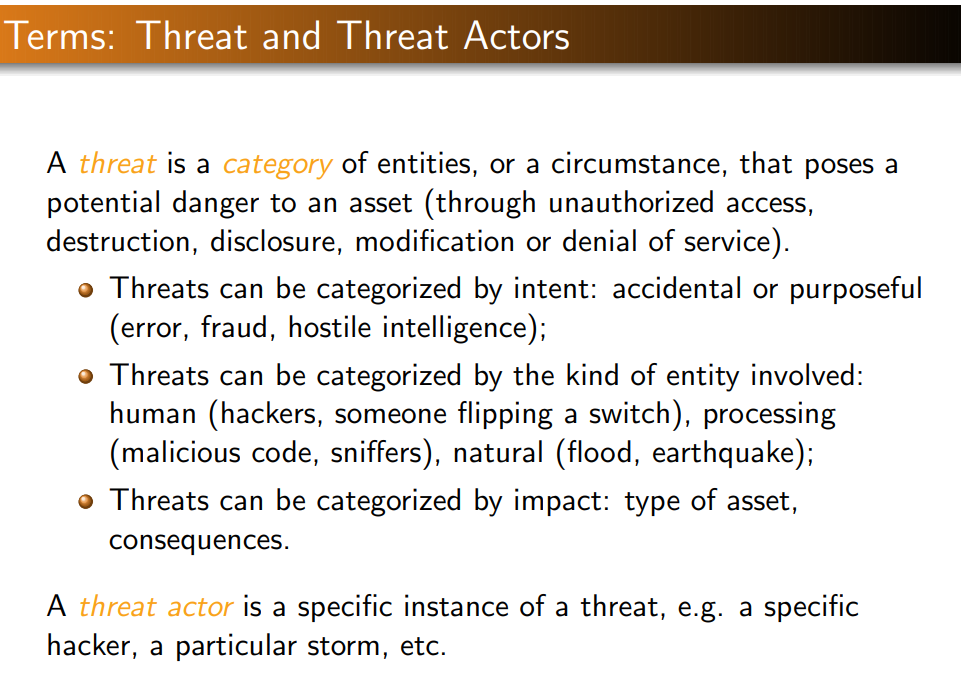 Terms: Threat and Threat Actors
A threat is a category of entities, or a circumstance, that poses a
potential danger to an asset (through unauthorized access,
destruction, disclosure, modification or denial of service).
Threats can be categorized by intent: accidental or purposeful
(error, fraud, hostile intelligence);
Threats can be categorized by the kind of entity involved:
human (hackers, someone flipping a switch), processing
(malicious code, sniffers), natural (flood, earthquake);
Threats can be categorized by impact: type of asset,
consequences.
A threat actor is a specific instance of a threat, e.g. a specific
hacker, a particular storm, etc.